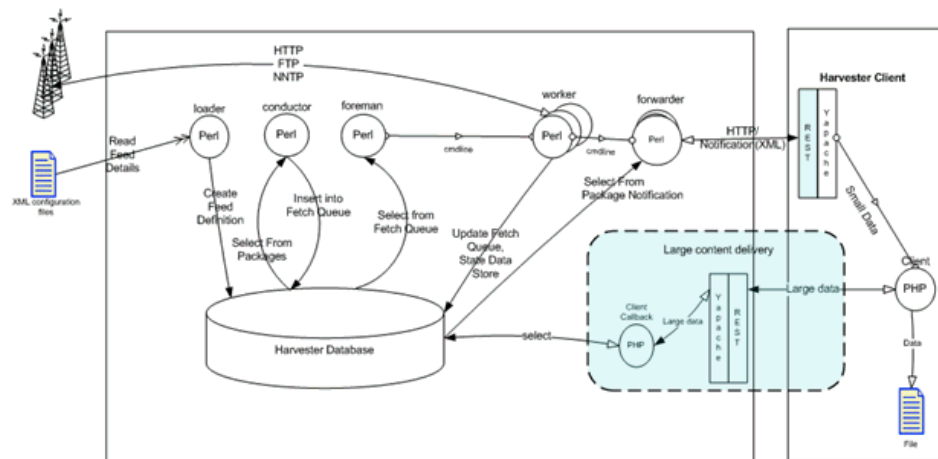 HTTP
FTP
NNTP
Harvester Client
loader
conductor
foreman
worker
forwarder
Perl
Perl
Perl
Perl
Perl
cmdline
cmdline
HTTP/
Notification(XML)
REST
Yapache
Read
Feed
Details
XML configuration
files
Create
Feed
Definition
Insert into
Fetch Queue
Select From
Packages
Select from
Fetch Queue
Select From
Package Notification
Update Fetch
Queue,
State Data
Store
Small Data
Large content delivery
Client
PHP
Large data
Client
Callback
PHP
Large data
Yapache
REST
select
Harvester Database
Data
File